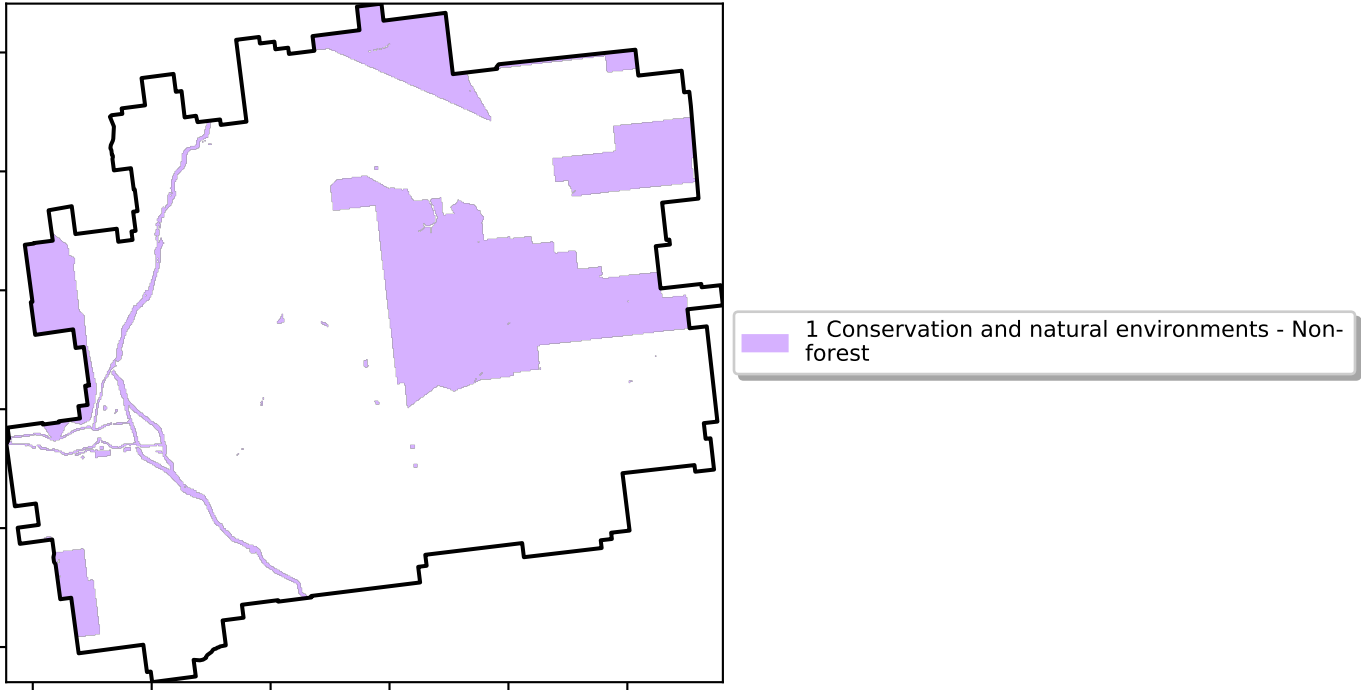 1 Conservation and natural environments - Non-
forest